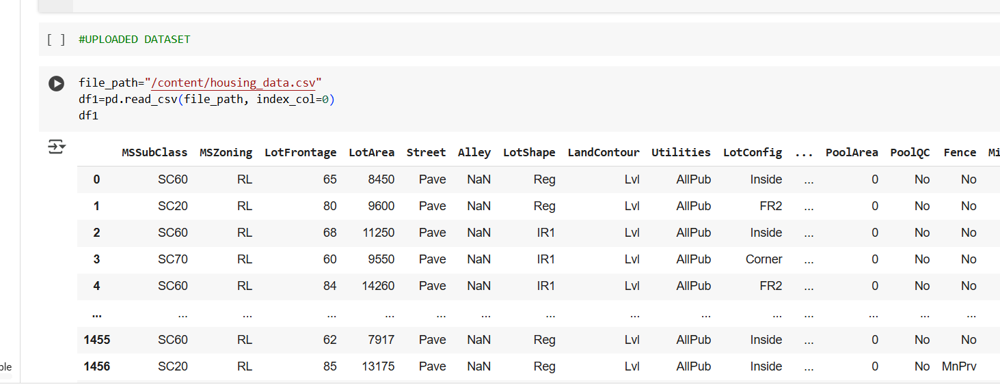 [ ] #UPLOADED DATASET
file_path="/content/housing_data.csv"
df1=pd.read_csv(file_path, index_col=0)
df1
MSSubClass MSZoning LotFrontage LotArea Street Alley LotShape LandContour Utilities LotConfig ... PoolArea PoolQC Fence Mi
0 SC60 RL 65 8450 Pave NaN Reg Lvl AllPub Inside ... 0 No No
1 SC20 RL 80 9600 Pave NaN Reg Lvl AllPub FR2 ... 0 No No
2 SC60 RL 68 11250 Pave NaN IR1 Lvl AllPub Inside ... 0 No No
3 SC70 RL 60 9550 Pave NaN IR1 Lvl AllPub Corner ... 0 No No
4 SC60 RL 84 14260 Pave NaN IR1 Lvl AllPub FR2 ... 0 No No
... ... ... ... ... ... ... ... ... ... ... ... ... ... ...
1455 SC60 RL 62 7917 Pave NaN Reg Lvl AllPub Inside ... 0 No No
1456 SC20 RL 85 13175 Pave NaN Reg Lvl AllPub Inside ... 0 No MnPrv
ble